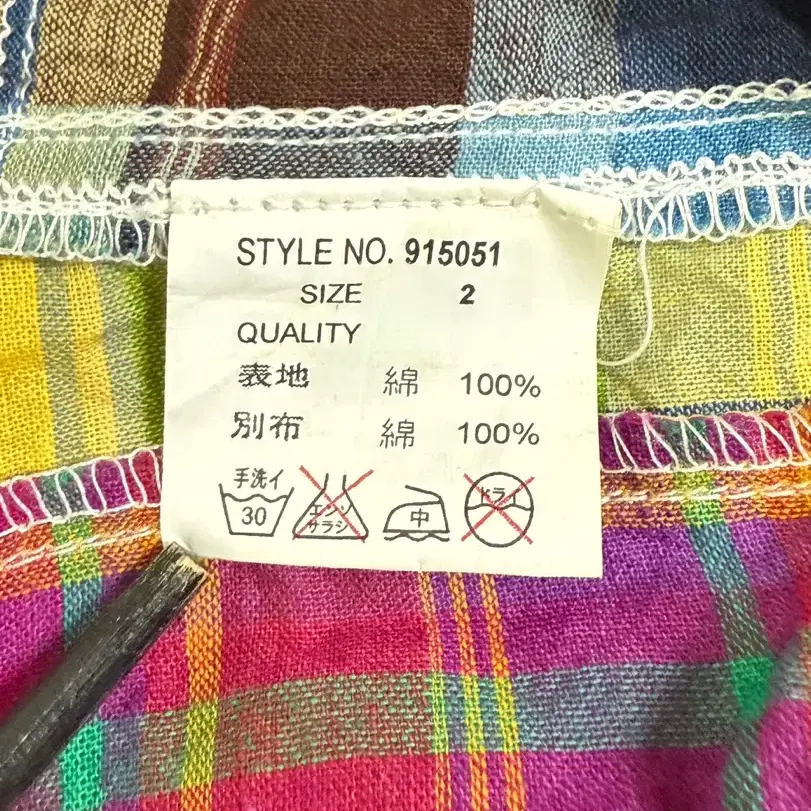 STYLE NO. 915051
SIZE 2
QUALITY
表地 綿 100%
別布 綿 100%
手洗イ 30 エンソサラシ 中 ドライ